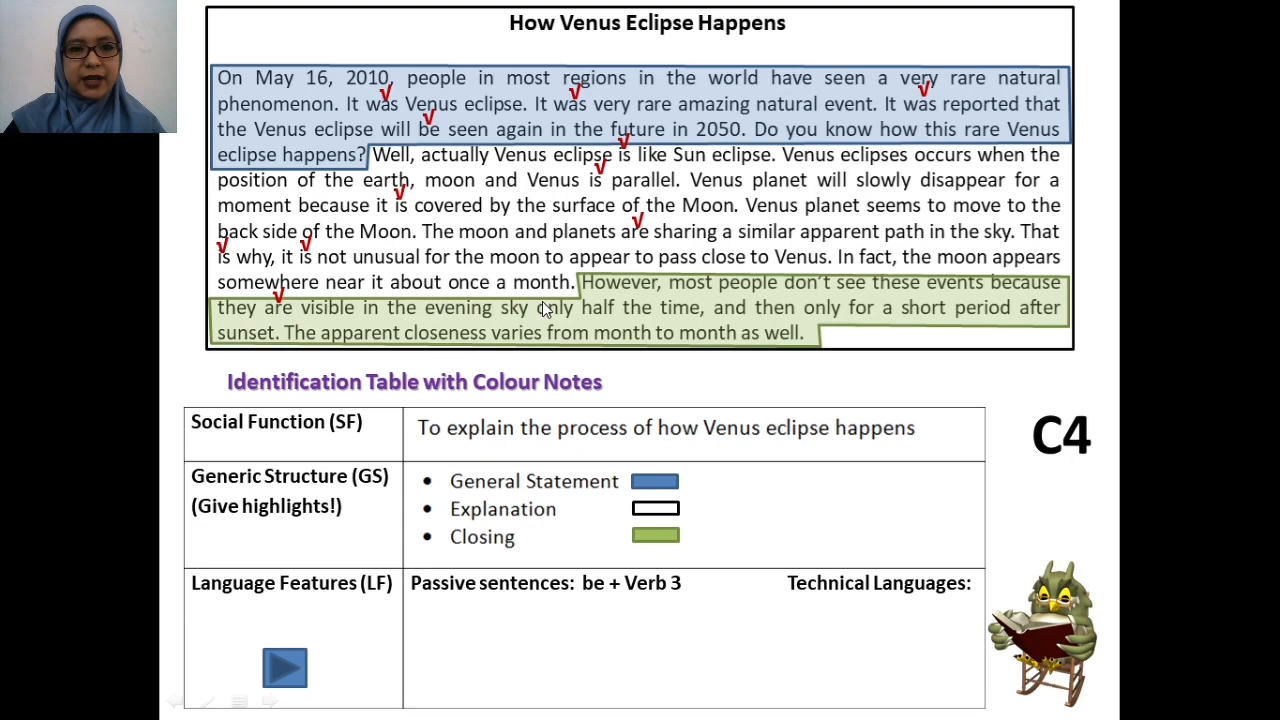 How Venus Eclipse Happens
On May 16, 2010, people in most regions in the world have seen a very rare natural
phenomenon. It was Venus eclipse. It was very rare amazing natural event. It was reported that
the Venus eclipse will be seen again in the future in 2050. Do you know how this rare Venus
eclipse happens? Well, actually Venus eclipse is like Sun eclipse. Venus eclipses occurs when the
position of the earth, moon and Venus is parallel. Venus planet will slowly disappear for a
moment because it is covered by the surface of the Moon. Venus planet seems to move to the
back side of the Moon. The moon and planets are sharing a similar apparent path in the sky. That
is why, it is not unusual for the moon to appear to pass close to Venus. In fact, the moon appears
somewhere near it about once a month. However, most people don't see these events because
they are visible in the evening sky only half the time, and then only for a short period after
sunset. The apparent closeness varies from month to month as well.
Identification Table with Colour Notes
Social Function (SF)
To explain the process of how Venus eclipse happens
C4
Generic Structure (GS)
(Give highlights!)
• General Statement
• Explanation
• Closing
Language Features (LF)
Passive sentences: be + Verb 3
Technical Languages: